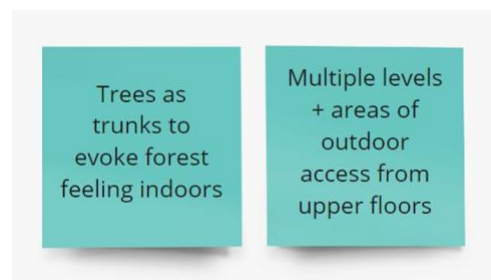 Trees as
trunks to
evoke forest
feeling indoors
Multiple levels
+ areas of
outdoor
access from
upper floors